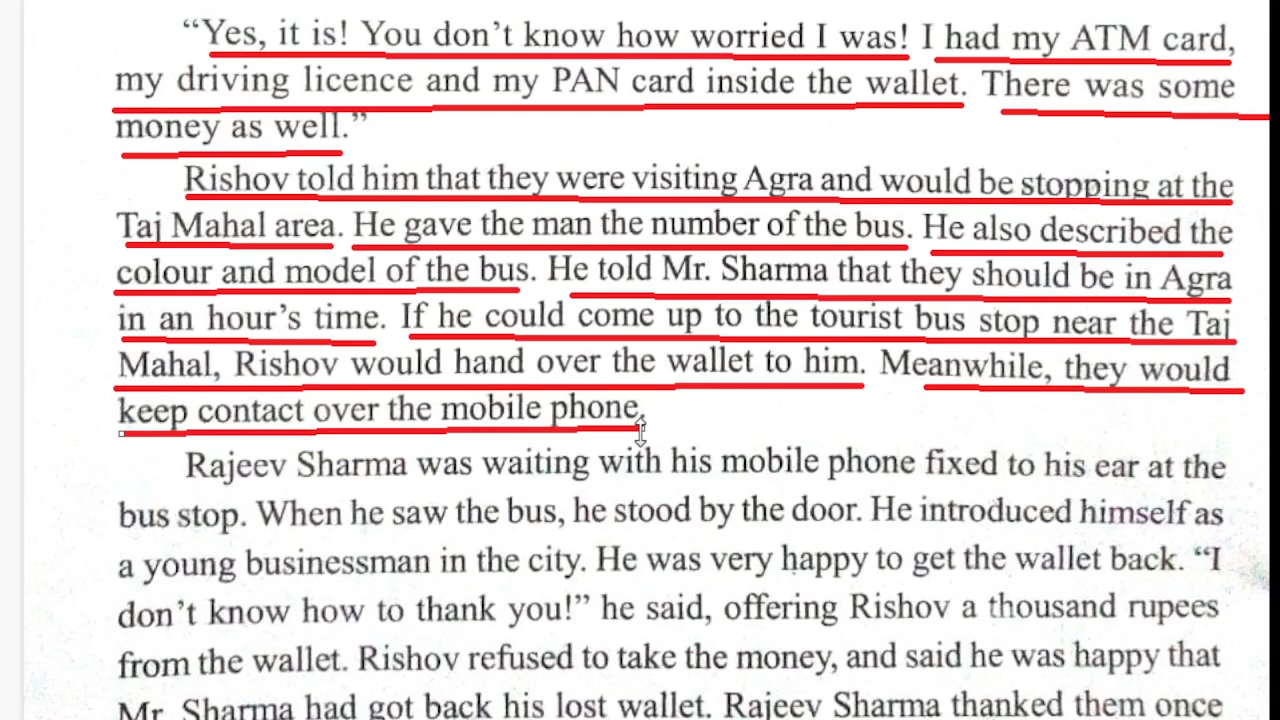 “Yes, it is! You don’t know how worried I was! I had my ATM card,
my driving licence and my PAN card inside the wallet. There was some
money as well.”
Rishov told him that they were visiting Agra and would be stopping at the
Taj Mahal area. He gave the man the number of the bus. He also described the
colour and model of the bus. He told Mr. Sharma that they should be in Agra
in an hour’s time. If he could come up to the tourist bus stop near the Taj
Mahal, Rishov would hand over the wallet to him. Meanwhile, they would
keep contact over the mobile phone.
Rajeev Sharma was waiting with his mobile phone fixed to his ear at the
bus stop. When he saw the bus, he stood by the door. He introduced himself as
a young businessman in the city. He was very happy to get the wallet back. “I
don’t know how to thank you!” he said, offering Rishov a thousand rupees
from the wallet. Rishov refused to take the money, and said he was happy that
Mr. Sharma had got back his lost wallet. Rajeev Sharma thanked them once